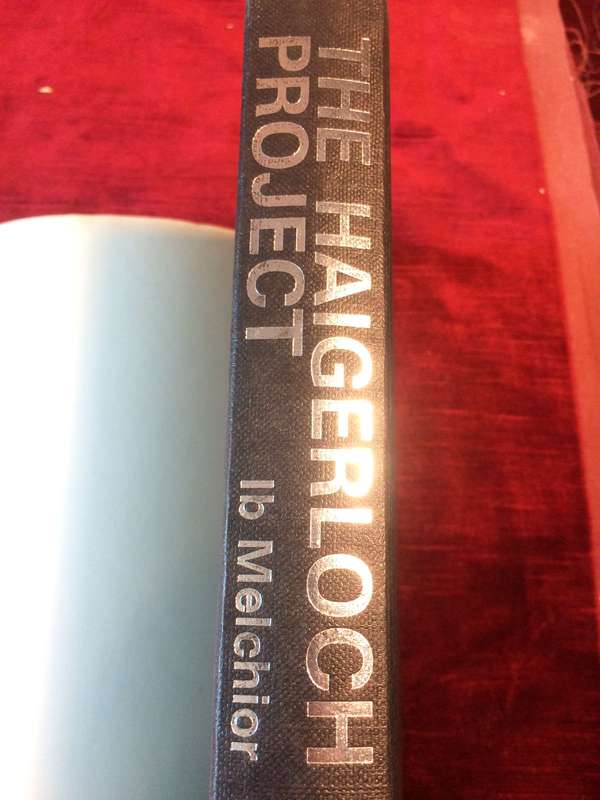 THE HAIGERLOCH
PROJECT
Ib Melchior